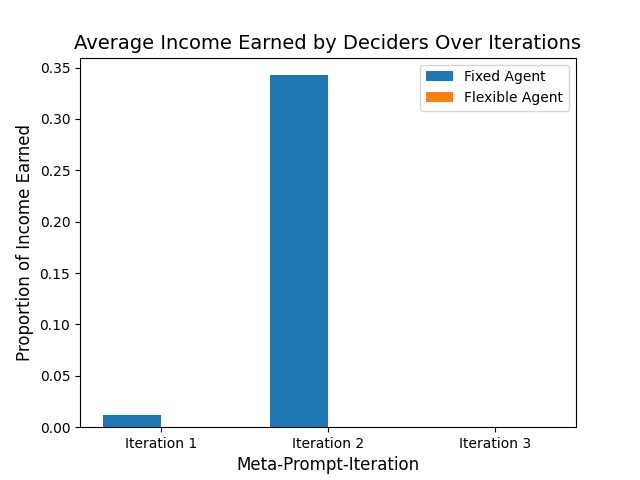 Average Income Earned by Deciders Over Iterations
Fixed Agent
Flexible Agent
Proportion of Income Earned
0.35
0.30
0.25
0.20
0.15
0.10
0.05
0.00
Iteration 1
Iteration 2
Iteration 3
Meta-Prompt-Iteration